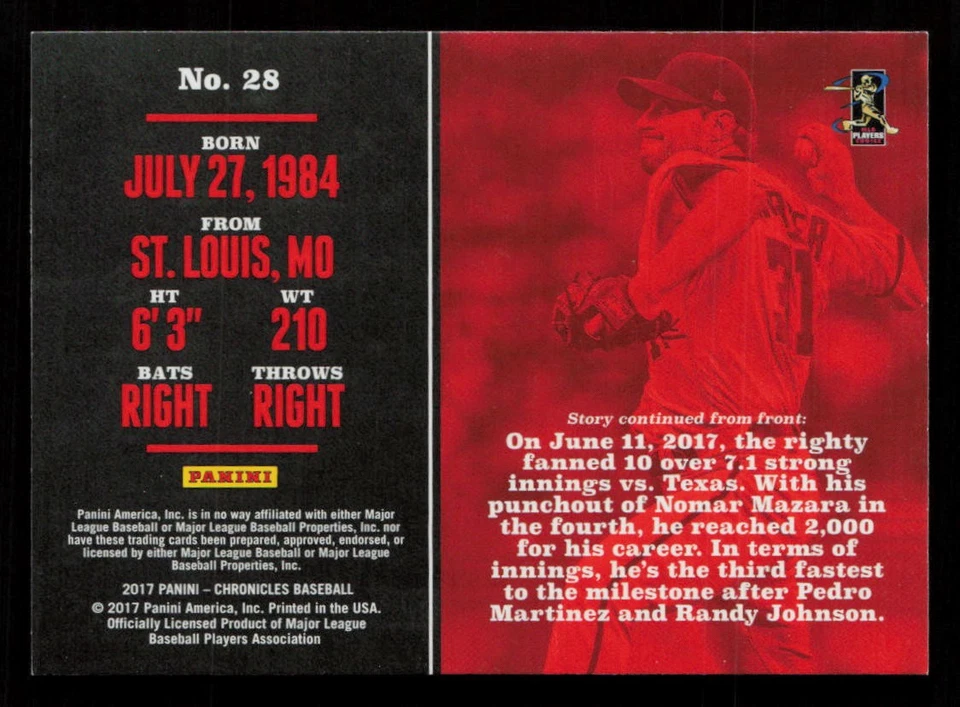 No. 28
BORN
JULY 27, 1984
FROM
ST. LOUIS, MO
HT WT
6' 3" 210
BATS THROWS
RIGHT RIGHT
PANINI
Panini America, Inc. is in no way affiliated with either Major
League Baseball or Major League Baseball Properties, Inc. nor
have these trading cards been prepared, approved, endorsed, or
licensed by either Major League Baseball or Major League
Baseball Properties, Inc.
2017 PANINI – CHRONICLES BASEBALL
© 2017 Panini America, Inc. Printed in the USA.
Officially Licensed Product of Major League
Baseball Players Association
PLAYERS
Story continued from front:
On June 11, 2017, the righty
fanned 10 over 7.1 strong
innings vs. Texas. With his
punchout of Nomar Mazara in
the fourth, he reached 2,000
for his career. In terms of
innings, he's the third fastest
to the milestone after Pedro
Martinez and Randy Johnson.